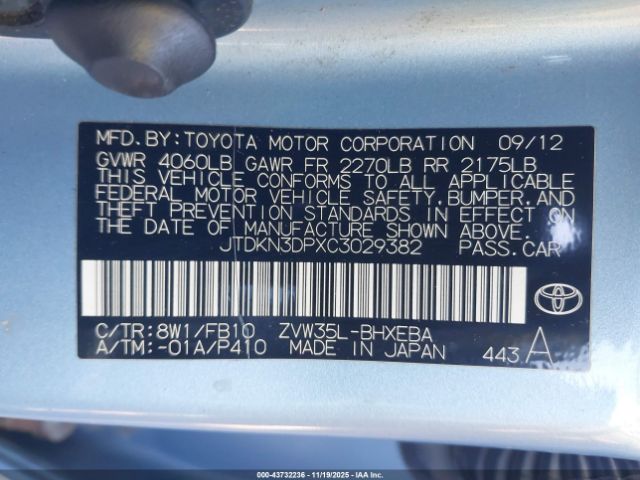 MFD.BY:TOYOTA MOTOR CORPORATION 09/12
GVWR 4060LB GAWR FR 2270LB RR 2175LB
THIS VEHICLE CONFORMS TO ALL APPLICABLE
FEDERAL MOTOR VEHICLE SAFETY,BUMPER,AND
THEFT PREVENTION STANDARDS IN EFFECT ON
THE DATE OF MANUFACTURE SHOWN ABOVE.
JTDKN3DPXC3029382 PASS.CAR
C/TR:8W1/FB10 ZVW35L-BHXEBA
A/TM:-01A/P410 MADE IN JAPAN 443 A
000-43732236 - 11/19/2025 - IAA Inc.